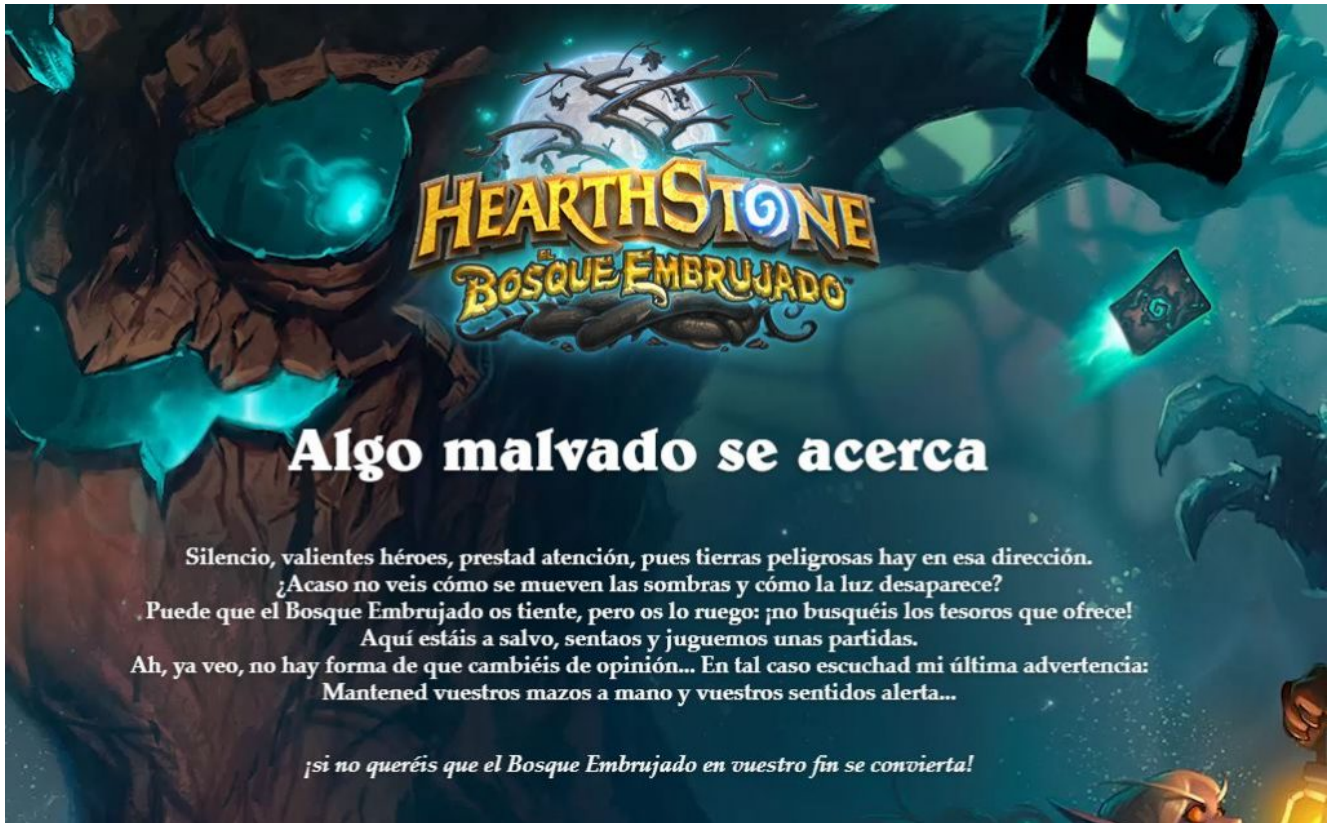 HEARTHSTONE
EL
BOSQUE EMBRUJADO™
Algo malvado se acerca
Silencio, valientes héroes, prestad atención, pues tierras peligrosas hay en esa dirección.
¿Acaso no veis cómo se mueven las sombras y cómo la luz desaparece?
Puede que el Bosque Embrujado os tiente, pero os lo ruego: ¡no busquéis los tesoros que ofrece!
Aquí estáis a salvo, sentaos y juguemos unas partidas.
Ah, ya veo, no hay forma de que cambiéis de opinión... En tal caso escuchad mi última advertencia:
Mantened vuestros mazos a mano y vuestros sentidos alerta...
¡si no queréis que el Bosque Embrujado en vuestro fin se convierta!